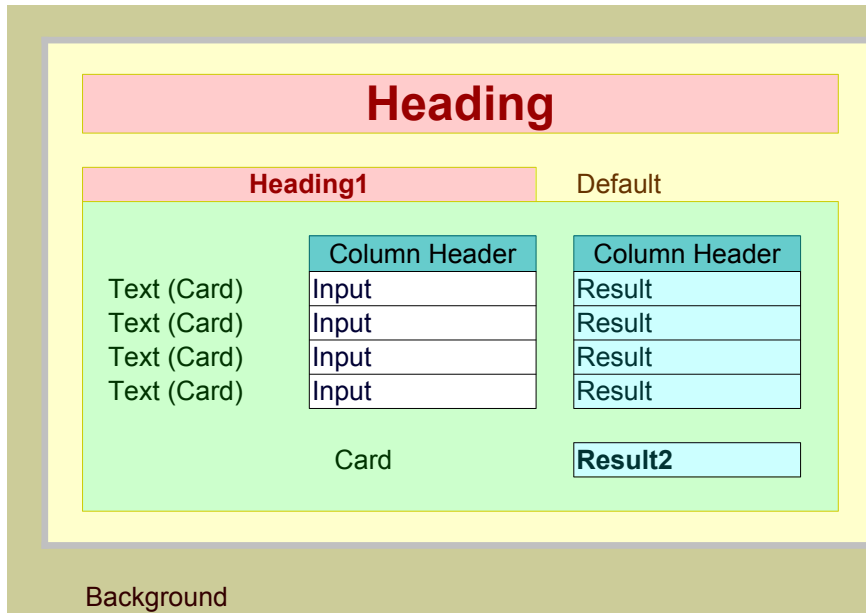 Heading
Heading1 Default
Column Header Column Header
Text (Card) Input Result
Text (Card) Input Result
Text (Card) Input Result
Text (Card) Input Result
Card Result2
Background